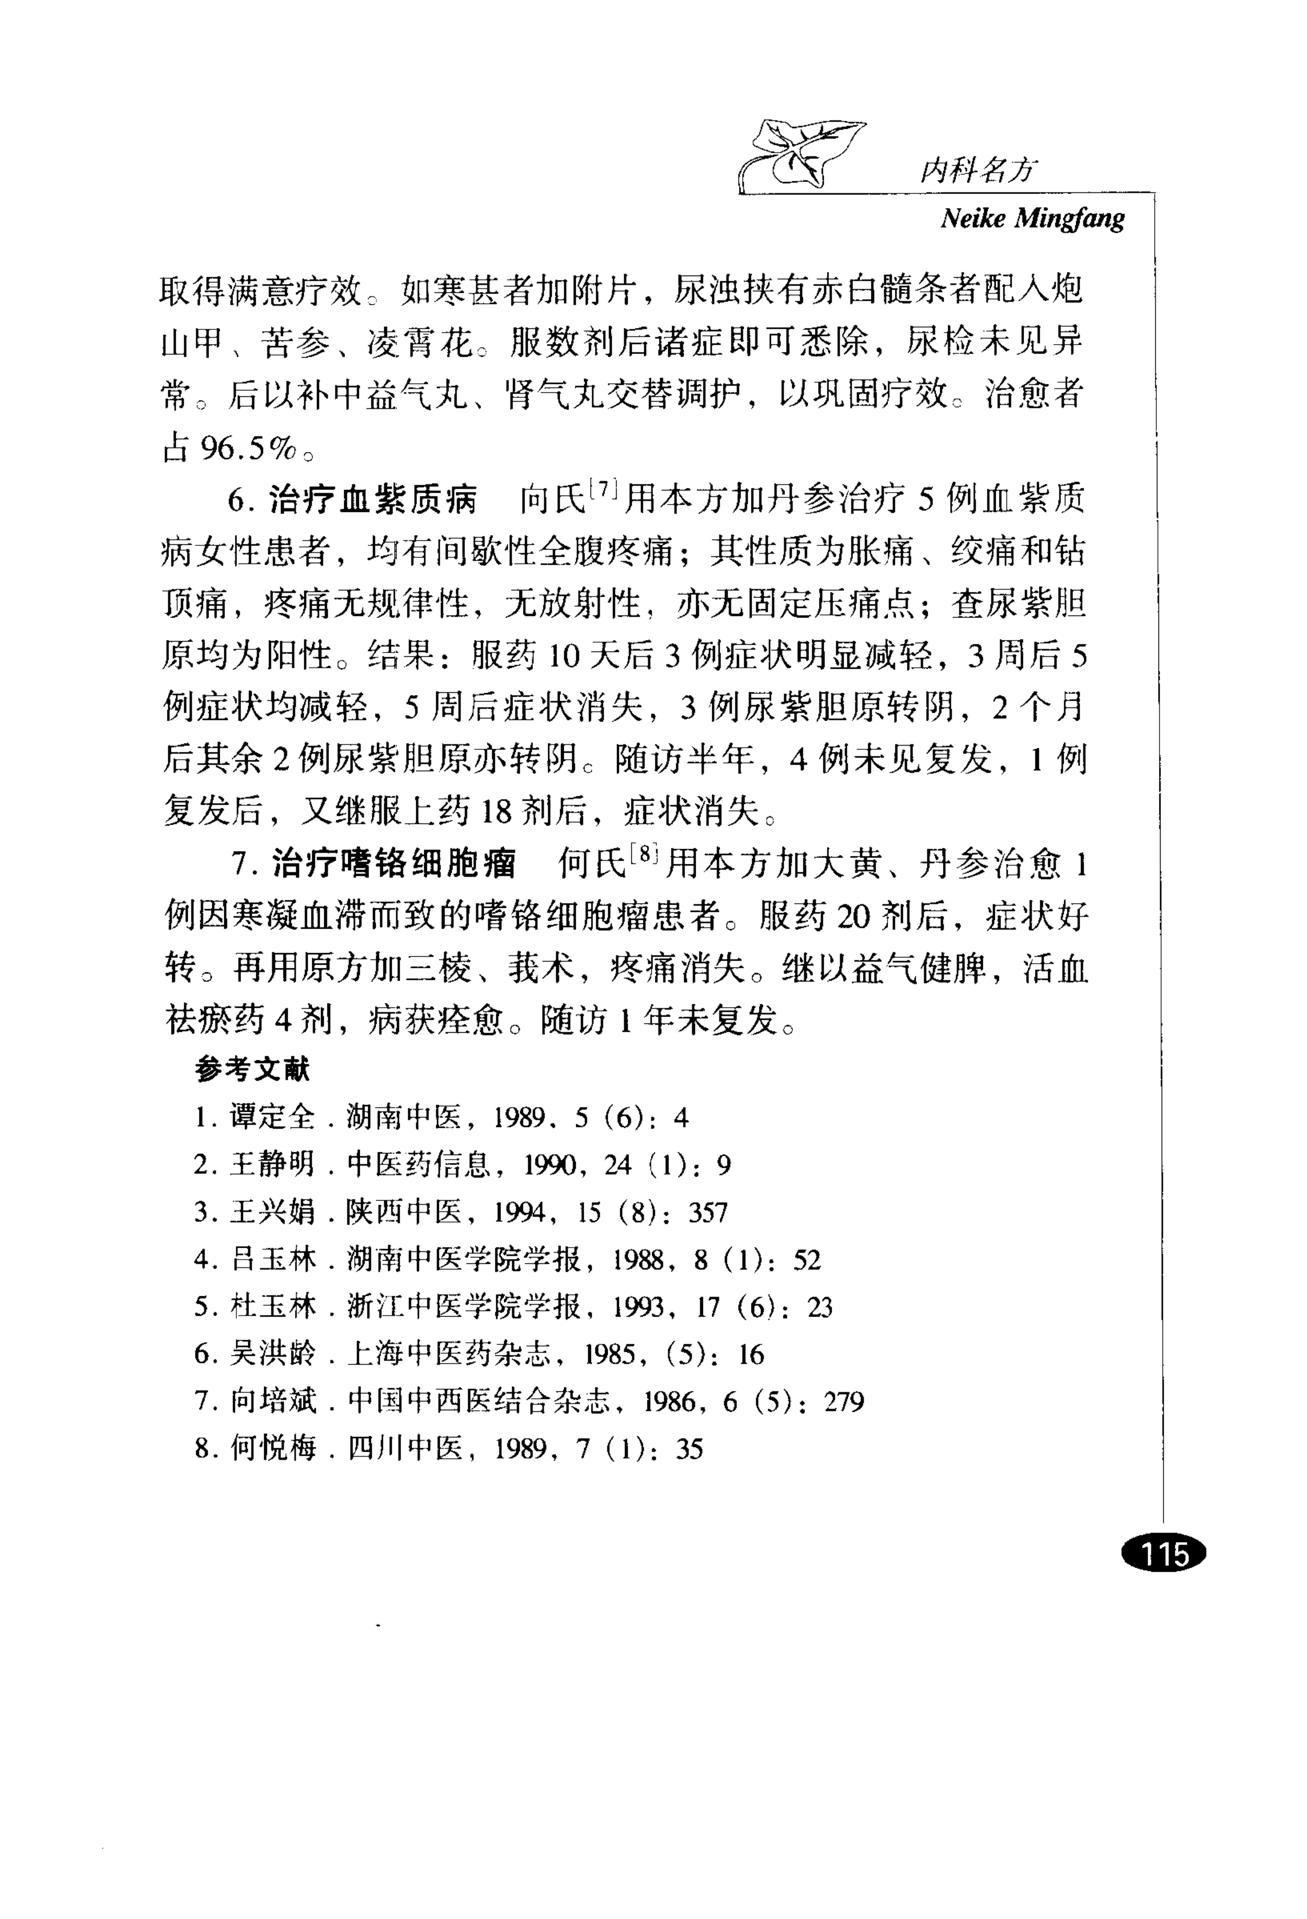 内科名方
Neike Mingfang
取得满意疗效。如寒甚者加附片，尿浊挟有赤白髓条者配入炮
山甲、苦参、凌霄花。服数剂后诸症即可悉除，尿检未见异
常。后以补中益气丸、肾气丸交替调护，以巩固疗效。治愈者
占 96.5%。
6. 治疗血紫质病 向氏[7]用本方加丹参治疗 5 例血紫质
病女性患者，均有间歇性全腹疼痛；其性质为胀痛、绞痛和钻
顶痛，疼痛无规律性，无放射性，亦无固定压痛点；查尿紫胆
原均为阳性。结果：服药 10 天后 3 例症状明显减轻，3 周后 5
例症状均减轻，5 周后症状消失，3 例尿紫胆原转阴，2 个月
后其余 2 例尿紫胆原亦转阴。随访半年，4 例未见复发，1 例
复发后，又继服上药 18 剂后，症状消失。
7. 治疗嗜铬细胞瘤 何氏[8]用本方加大黄、丹参治愈 1
例因寒凝血滞而致的嗜铬细胞瘤患者。服药 20 剂后，症状好
转。再用原方加三棱、莪术，疼痛消失。继以益气健脾，活血
祛瘀药 4 剂，病获痊愈。随访 1 年未复发。
参考文献
1. 谭定全．湖南中医，1989，5（6）：4
2. 王静明．中医药信息，1990，24（1）：9
3. 王兴娟．陕西中医，1994，15（8）：357
4. 吕玉林．湖南中医学院学报，1988，8（1）：52
5. 杜玉林．浙江中医学院学报，1993，17（6）：23
6. 吴洪龄．上海中医药杂志，1985，（5）：16
7. 向培斌．中国中西医结合杂志，1986，6（5）：279
8. 何悦梅．四川中医，1989，7（1）：35
115